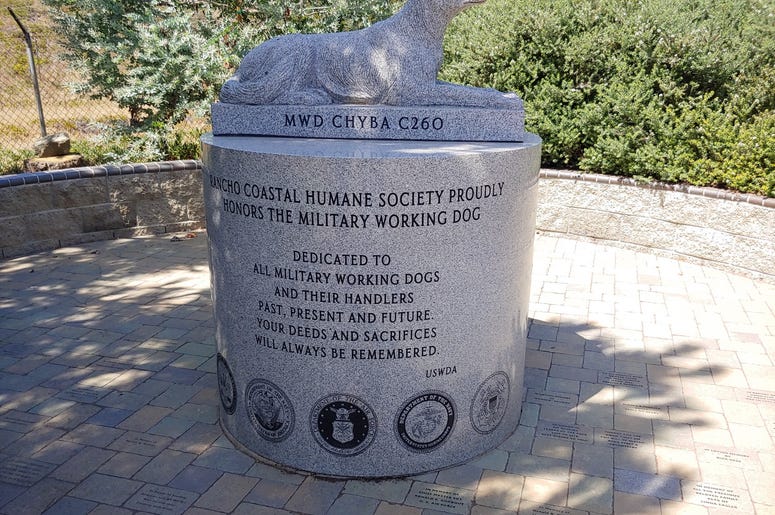 MWD CHYBA C260
RANCHO COASTAL HUMANE SOCIETY PROUDLY
HONORS THE MILITARY WORKING DOG
DEDICATED TO
ALL MILITARY WORKING DOGS
AND THEIR HANDLERS
PAST, PRESENT AND FUTURE.
YOUR DEEDS AND SACRIFICES
WILL ALWAYS BE REMEMBERED.
USWDA